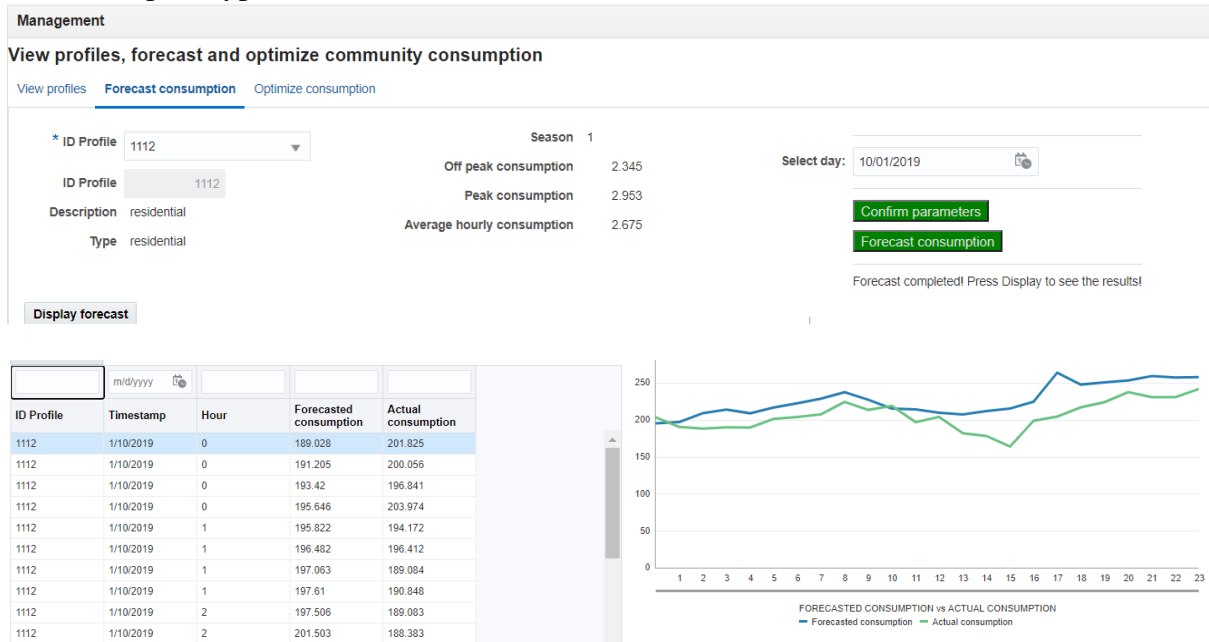 Management
View profiles, forecast and optimize community consumption
View profiles Forecast consumption Optimize consumption
* ID Profile 1112
ID Profile 1112
Description residential
Type residential
Season 1
Off peak consumption 2.345
Peak consumption 2.953
Average hourly consumption 2.675
Select day: 10/01/2019
Confirm parameters
Forecast consumption
Forecast completed! Press Display to see the results!
Display forecast
m/d/yyyy
ID Profile Timestamp Hour Forecasted consumption Actual consumption
1112 1/10/2019 0 189.028 201.825
1112 1/10/2019 0 191.205 200.056
1112 1/10/2019 0 193.42 196.841
1112 1/10/2019 0 195.646 203.974
1112 1/10/2019 1 195.822 194.172
1112 1/10/2019 1 196.482 196.412
1112 1/10/2019 1 197.063 189.084
1112 1/10/2019 1 197.61 190.848
1112 1/10/2019 2 197.506 189.083
1112 1/10/2019 2 201.503 188.383
250
200
150
100
50
0
1 2 3 4 5 6 7 8 9 10 11 12 13 14 15 16 17 18 19 20 21 22 23
FORECASTED CONSUMPTION vs ACTUAL CONSUMPTION
Forecasted consumption Actual consumption